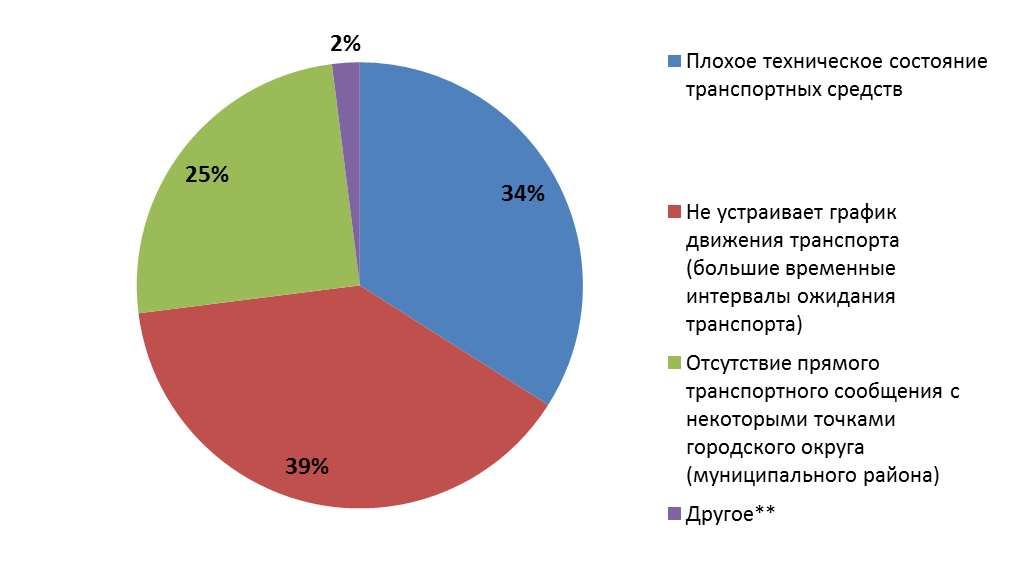 2%
25%
34%
39%
Плохое техническое состояние
транспортных средств
Не устраивает график
движения транспорта
(большие временные
интервалы ожидания
транспорта)
Отсутствие прямого
транспортного сообщения с
некоторыми точками
городского округа
(муниципального района)
Другое**